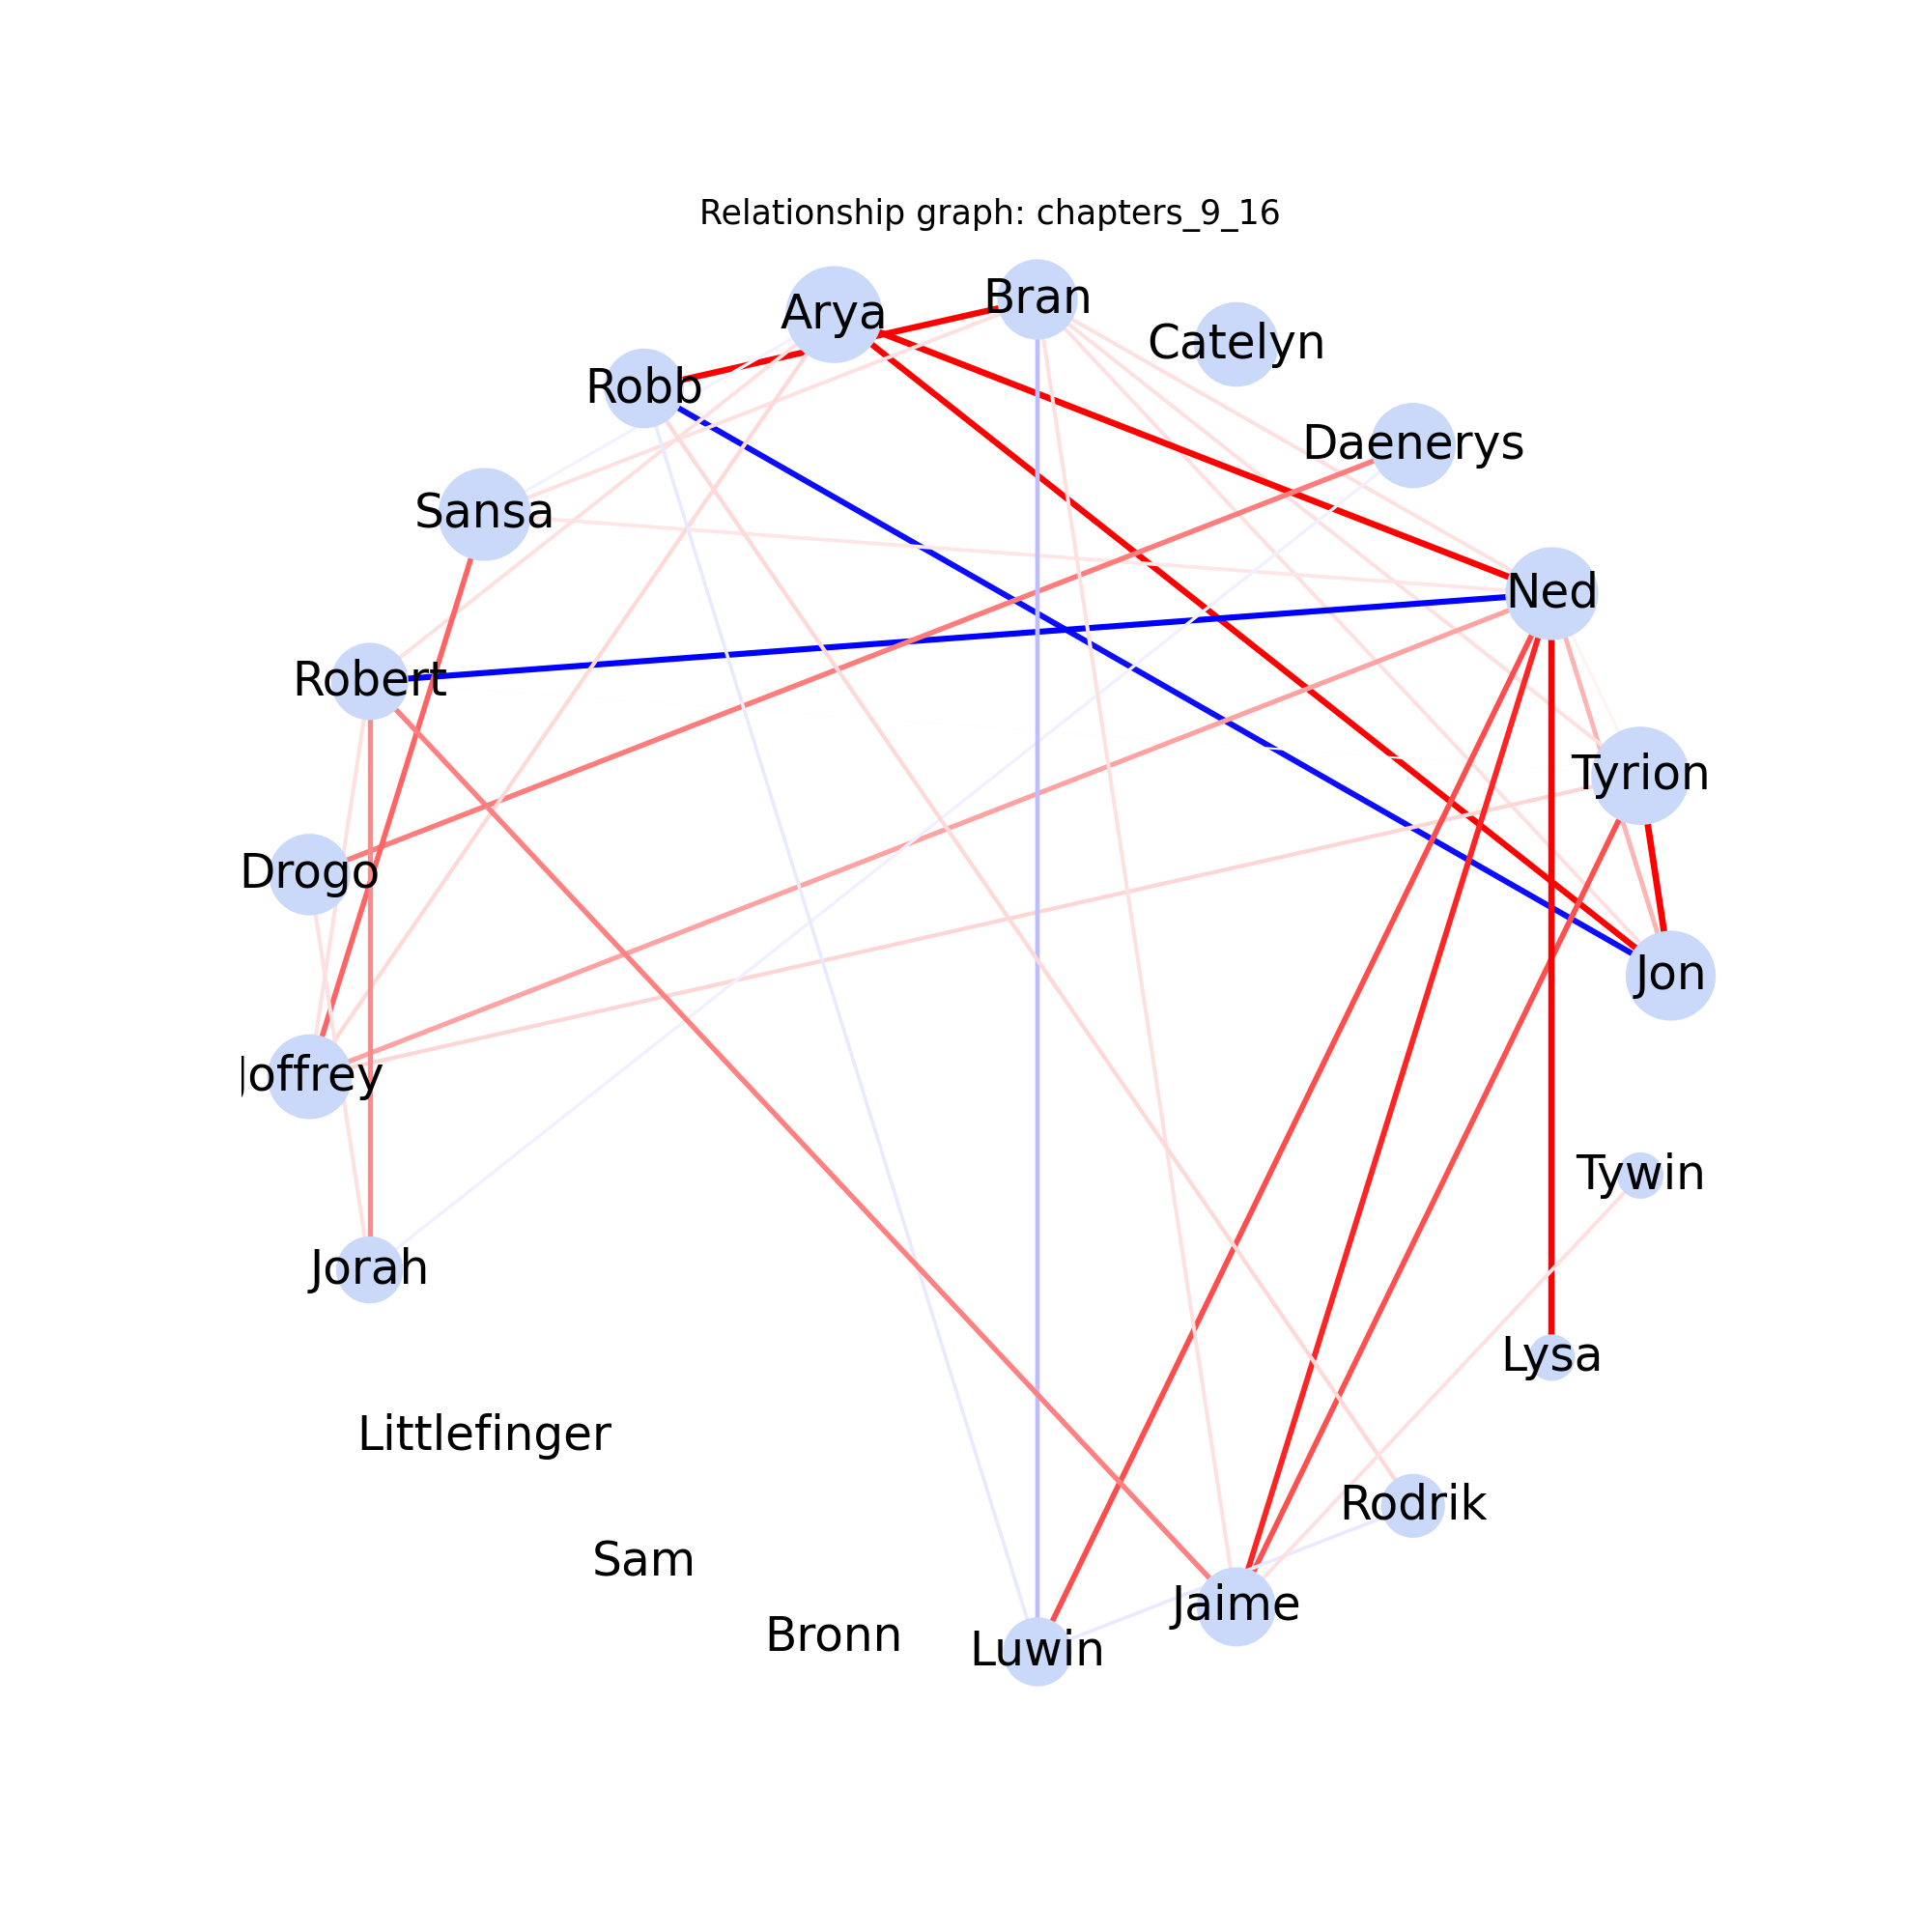 Relationship graph: chapters_9_16
Bran
Arya
Catelyn
Robb
Daenerys
Sansa
Ned
Robert
Tyrion
Drogo
Jon
Joffrey
Tywin
Jorah
Lysa
Littlefinger
Rodrik
Sam
Jaime
Bronn
Luwin